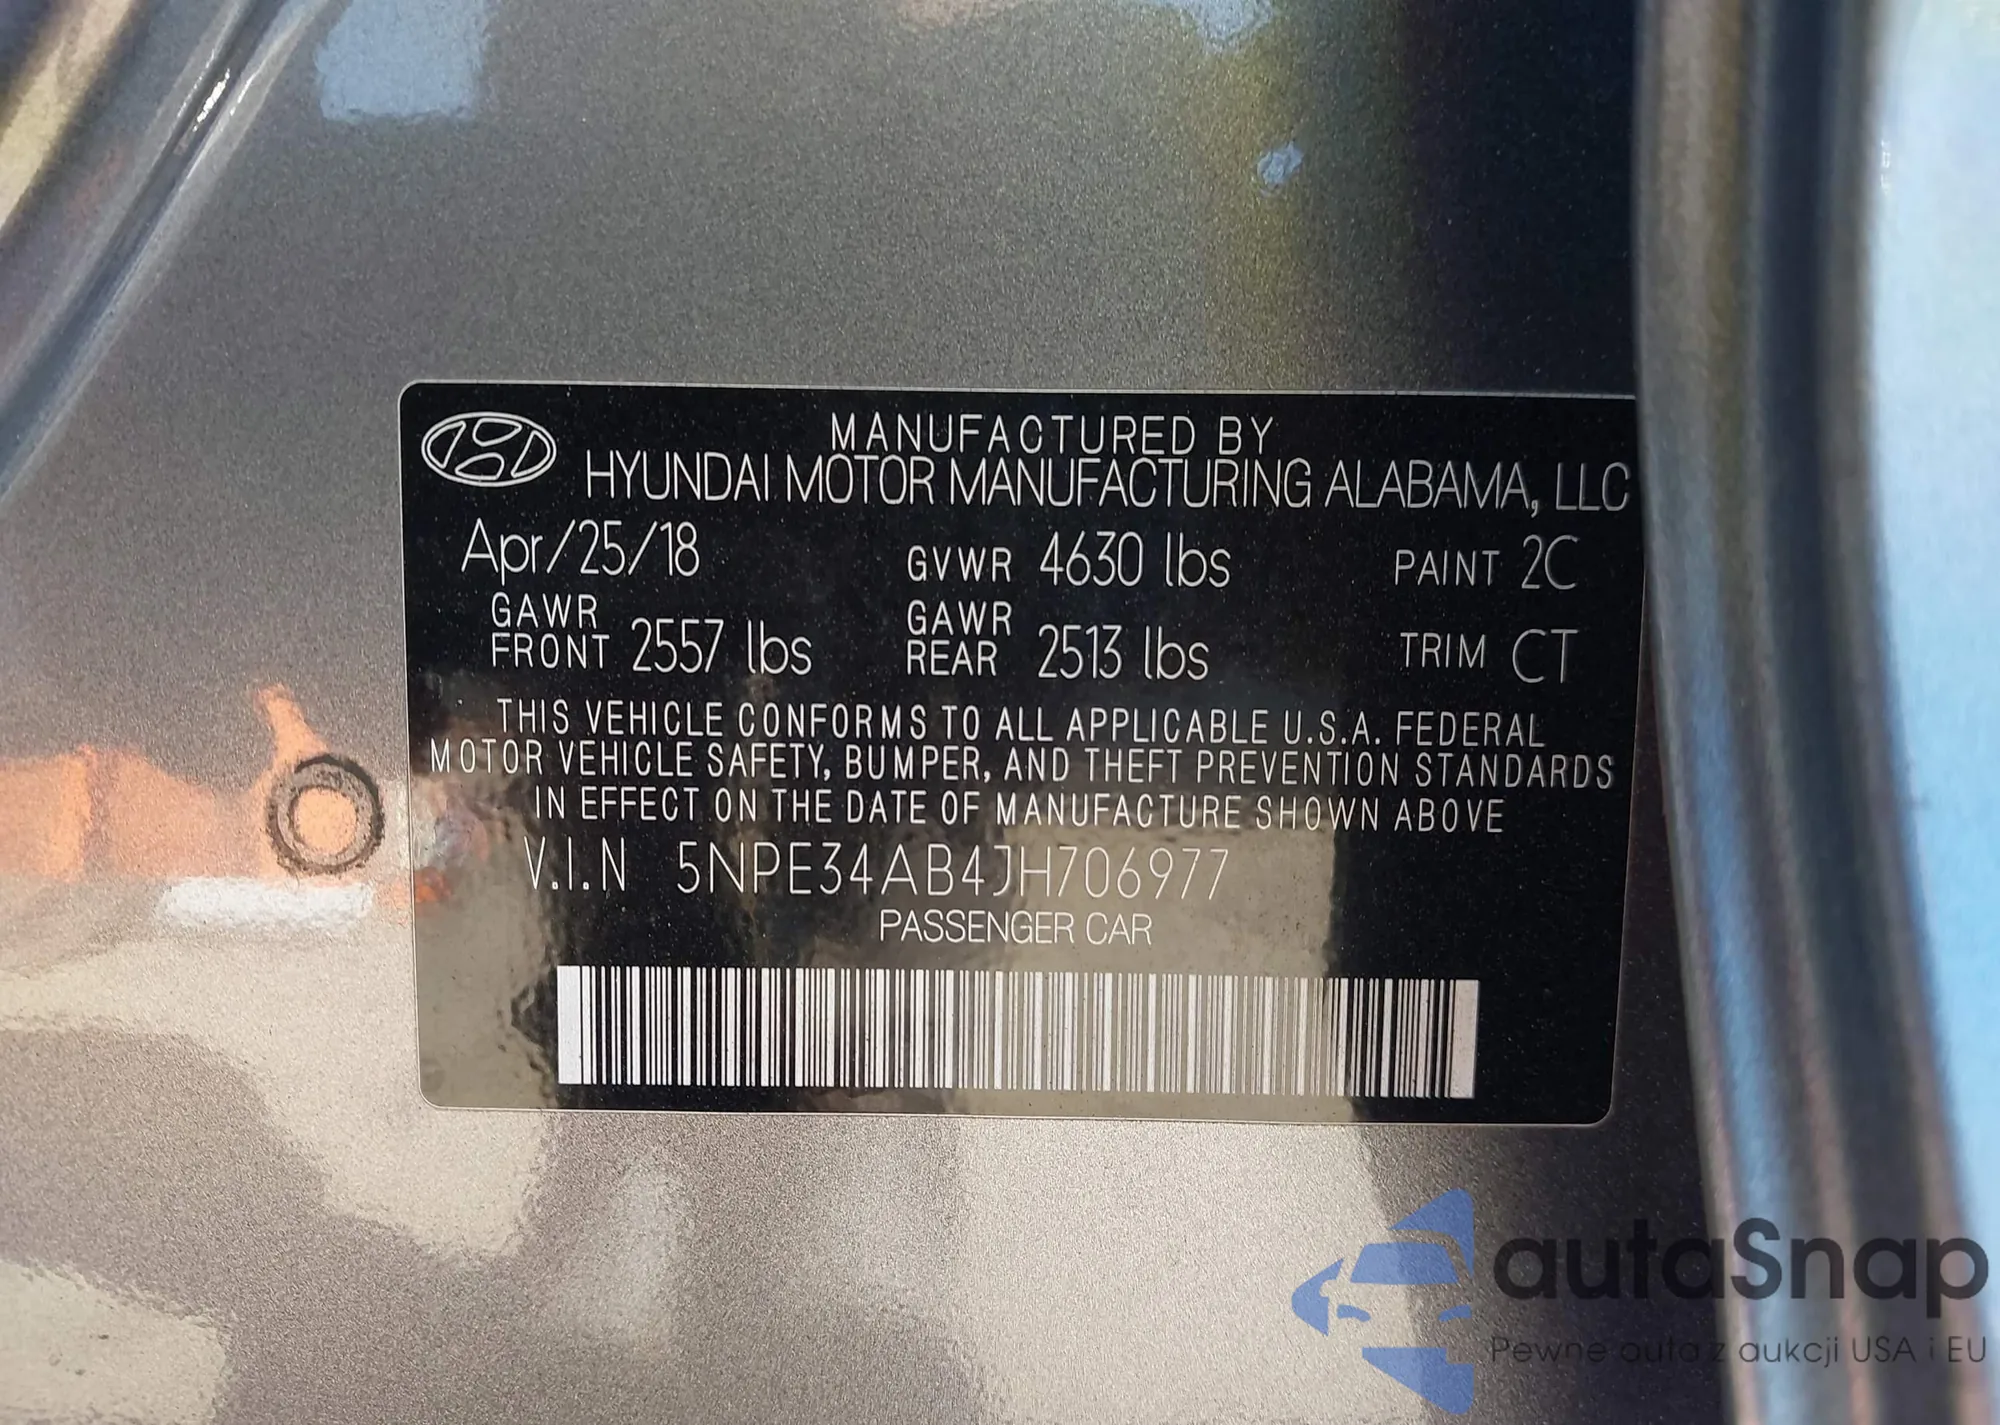 MANUFACTURED BY
HYUNDAI MOTOR MANUFACTURING ALABAMA, LLC
Apr/25/18 GVWR 4630 lbs PAINT 2C
GAWR FRONT 2557 lbs GAWR REAR 2513 lbs TRIM CT
THIS VEHICLE CONFORMS TO ALL APPLICABLE U.S.A. FEDERAL
MOTOR VEHICLE SAFETY, BUMPER, AND THEFT PREVENTION STANDARDS
IN EFFECT ON THE DATE OF MANUFACTURE SHOWN ABOVE
V.I.N 5NPE34AB4JH706977
PASSENGER CAR
autaSnap
Pewne auta z aukcji USA i EU